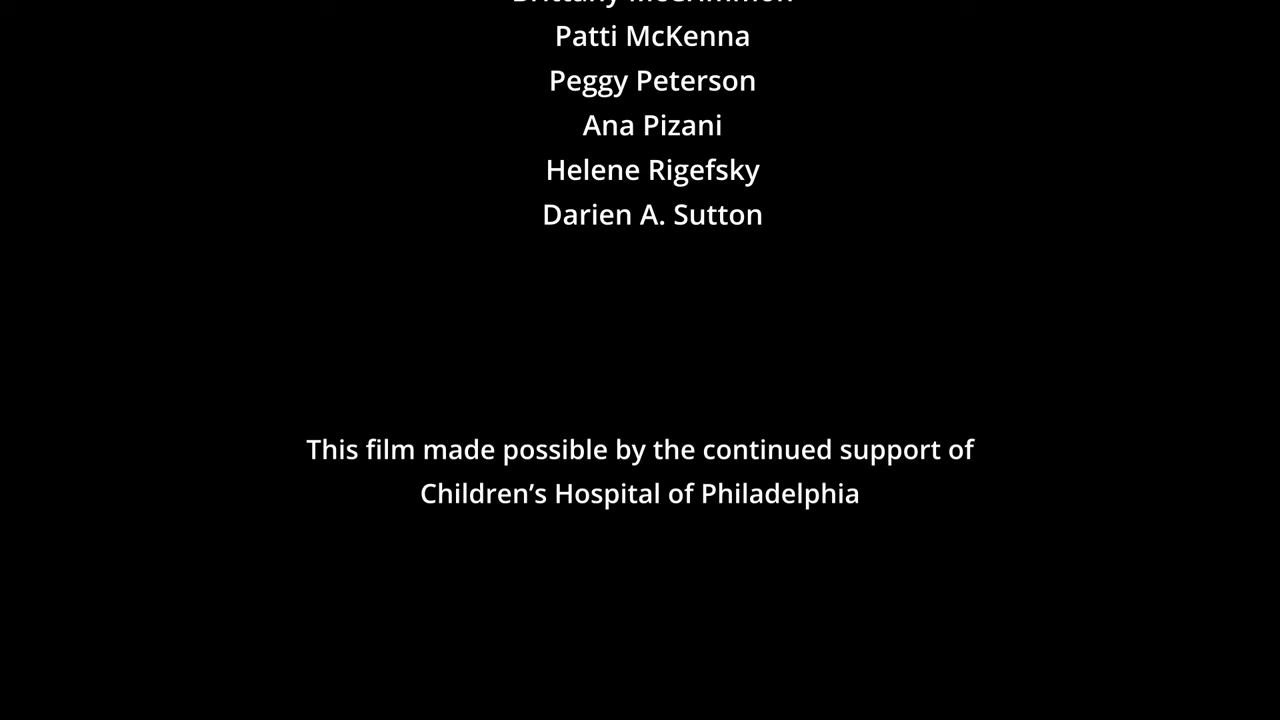 Patti McKenna
Peggy Peterson
Ana Pizani
Helene Rigefsky
Darien A. Sutton
This film made possible by the continued support of
Children’s Hospital of Philadelphia